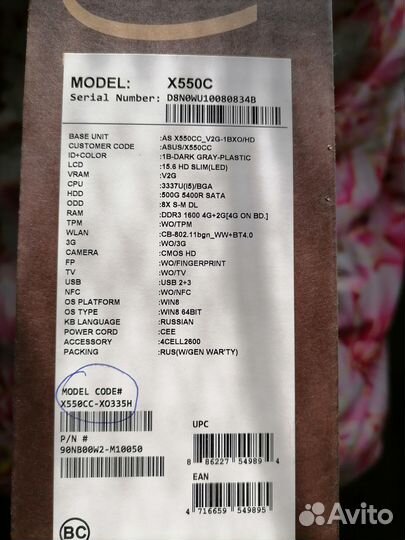 MODEL: X550C
Serial Number: D8N0WU10080834B
BASE UNIT :AS X550CC_V2G-1BXO/HD
CUSTOMER CODE :ASUS/X550CC
ID+COLOR :1B-DARK GRAY-PLASTIC
LCD :15.6 HD SLIM(LED)
VRAM :V2G
CPU :3337U(I5)/BGA
HDD :500G 5400R SATA
ODD :8X S-M DL
RAM :DDR3 1600 4G+2G[4G ON BD.]
TPM :WO/TPM
WLAN :CB-802.11bgn_WW+BT4.0
3G :WO/3G
CAMERA :CMOS HD
FP :WO/FINGERPRINT
TV :WO/TV
USB :USB 2+3
NFC :WO/NFC
OS PLATFORM :WIN8
OS TYPE :WIN8 64BIT
KB LANGUAGE :RUSSIAN
POWER CORD :CEE
ACCESSORY :4CELL2600
PACKING :RUS(W/GEN WAR'TY)
MODEL CODE#
X550CC-XO335H
P/N #
90NB00W2-M10050
UPC
8 86227 54989 4
EAN
4 716659 549895
BC
Avito